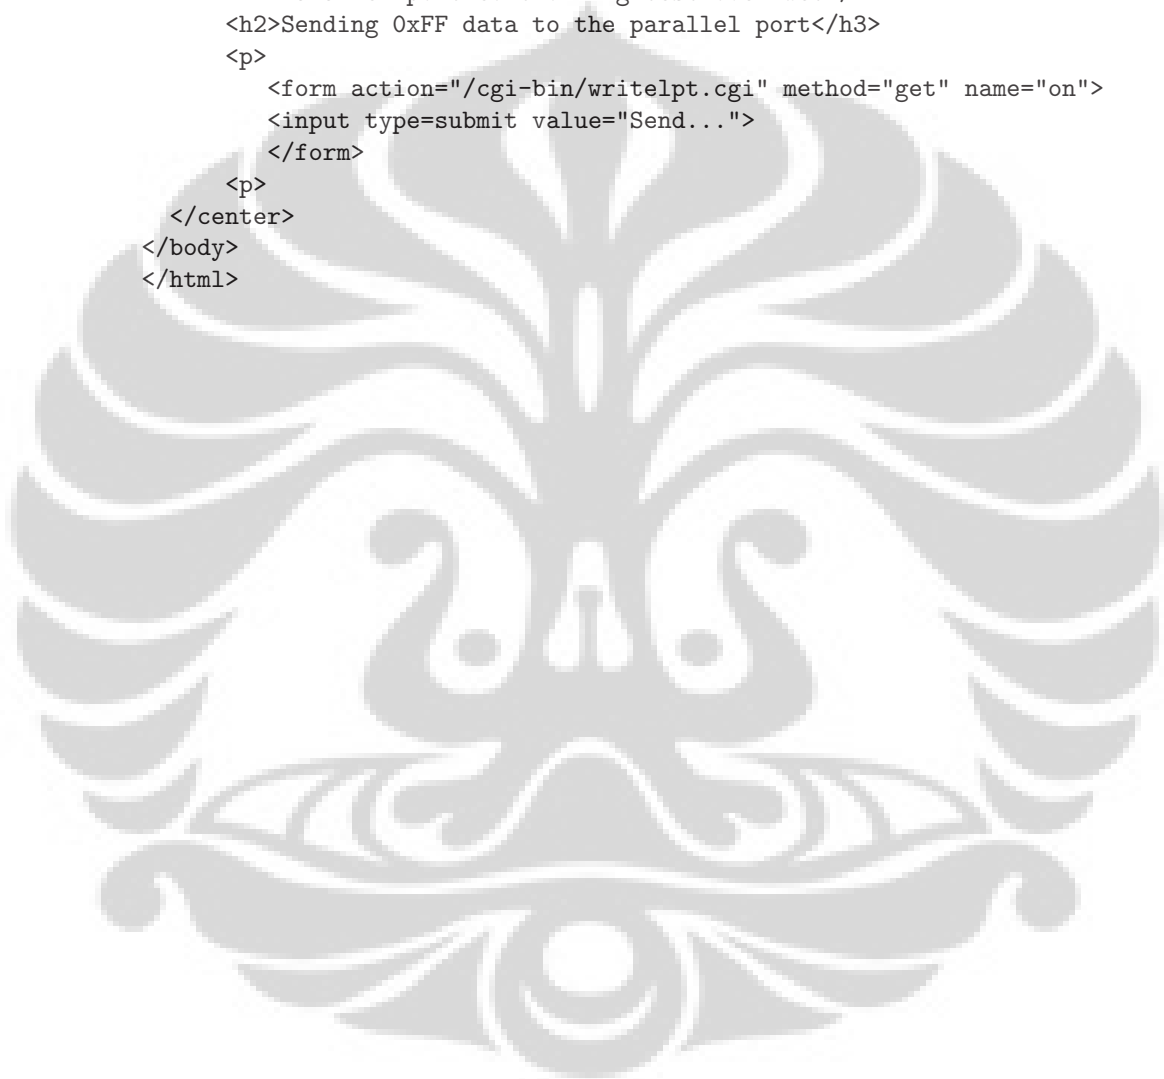 <h2>Sending 0xFF data to the parallel port</h3>
<p>
<form action="/cgi-bin/writelpt.cgi" method="get" name="on">
<input type=submit value="Send...">
</form>
<p>
</center>
</body>
</html>